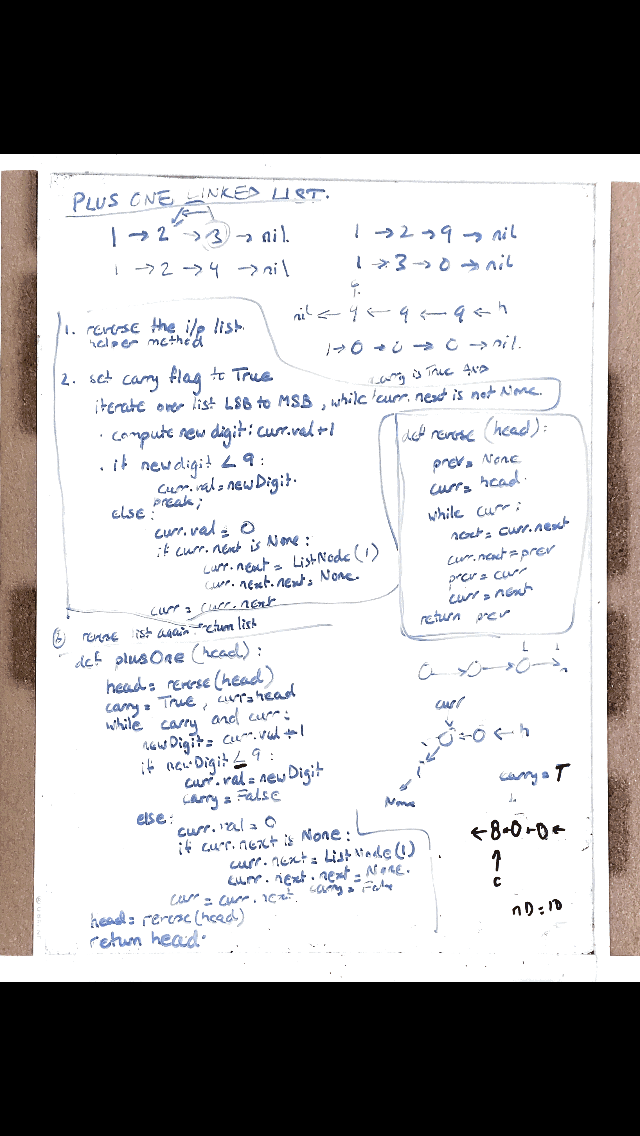 PLUS ONE LINKED LIST.
1 → 2 → 3 → nil.
1 → 2 → 4 → nil
1 → 2 → 9 → nil
1 → 3 → 0 → nil
nil ← 9 ← 9 ← 9 ← h
1 → 0 → 0 → 0 → nil.
1. reverse the i/p list.
helper method
2. set carry flag to True
carry is True AND
iterate over list LSB to MSB, while curr.next is not None.
· compute new digit: curr.val+1
· if newdigit ∠ 9:
curr.val = newDigit.
break;
else:
curr.val = 0
if curr.next is None:
curr.next = ListNode(1)
curr.next.next = None.
curr = curr.next
3 reverse list again return list
def reverse (head):
prev = None
curr = head.
while curr:
next = curr.next
curr.next = prev
prev = curr
curr = next
return prev
def plusOne (head):
head = reverse(head)
carry = True, curr=head
while carry and curr:
newDigit = curr.val +1
if newDigit ∠ 9:
curr.val = newDigit
carry = False
else:
curr.val = 0
if curr.next is None:
curr.next = ListNode(1)
curr.next.next = None.
carry = False
curr = curr.next.
head = reverse(head)
return head.
curr
← h
None
carry = T
← 8 ← 0 ← 0 ←
↑
c
nD = 10